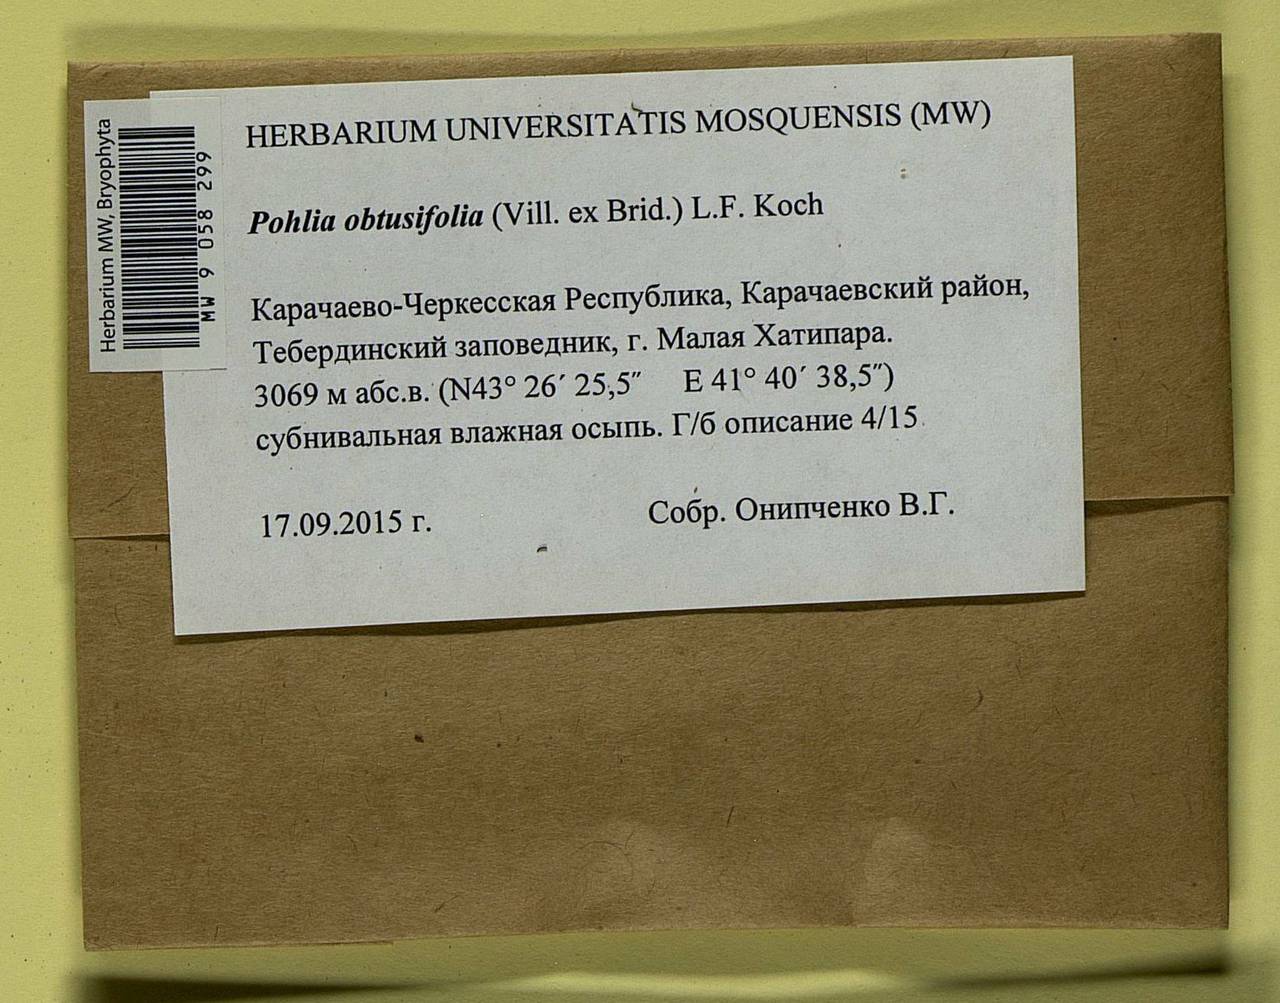 HERBARIUM UNIVERSITATIS MOSQUENSIS (MW)
Pohlia obtusifolia (Vill. ex Brid.) L.F. Koch
Карачаево-Черкесская Республика, Карачаевский район,
Тебердинский заповедник, г. Малая Хатипара.
3069 м абс.в. (N43° 26′ 25,5″ E 41° 40′ 38,5″)
субнивальная влажная осыпь. Г/б описание 4/15
17.09.2015 г. Собр. Онипченко В.Г.
Herbarium MW, Bryophyta
MW 9 058 299